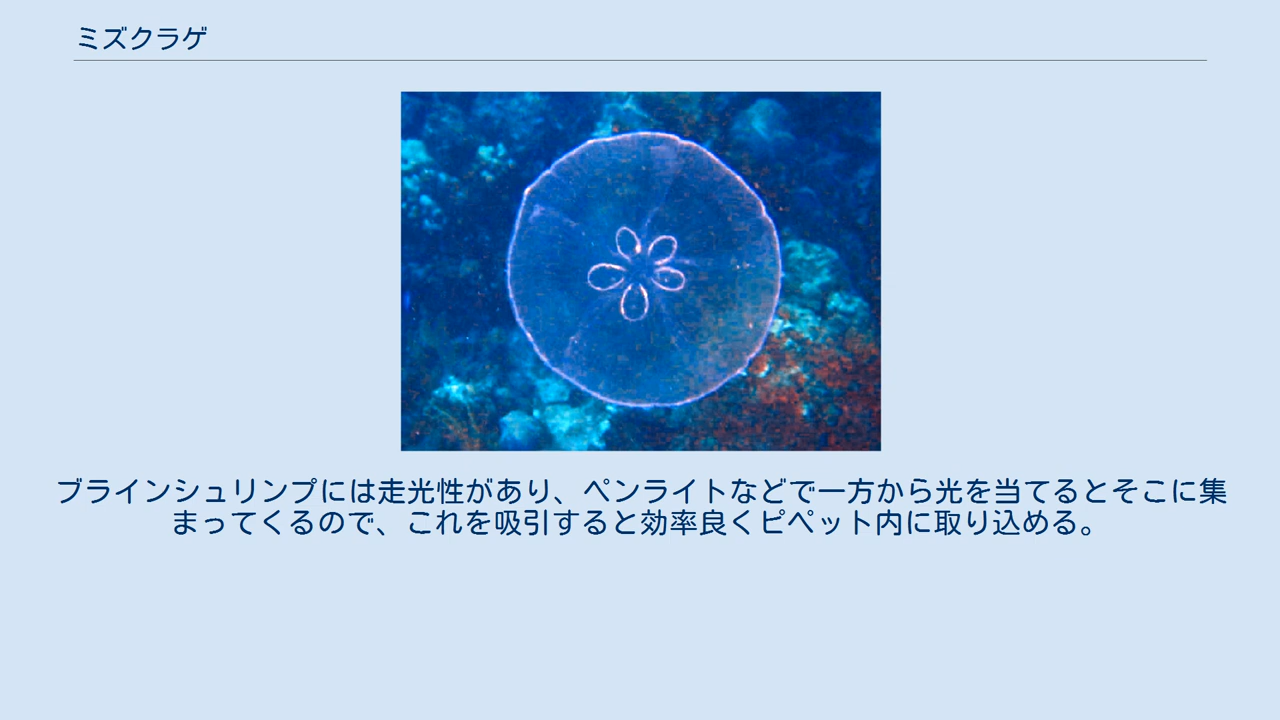 ミズクラゲ
ブラインシュリンプには走光性があり、ペンライトなどで一方から光を当てるとそこに集
まってくるので、これを吸引すると効率良くピペット内に取り込める。